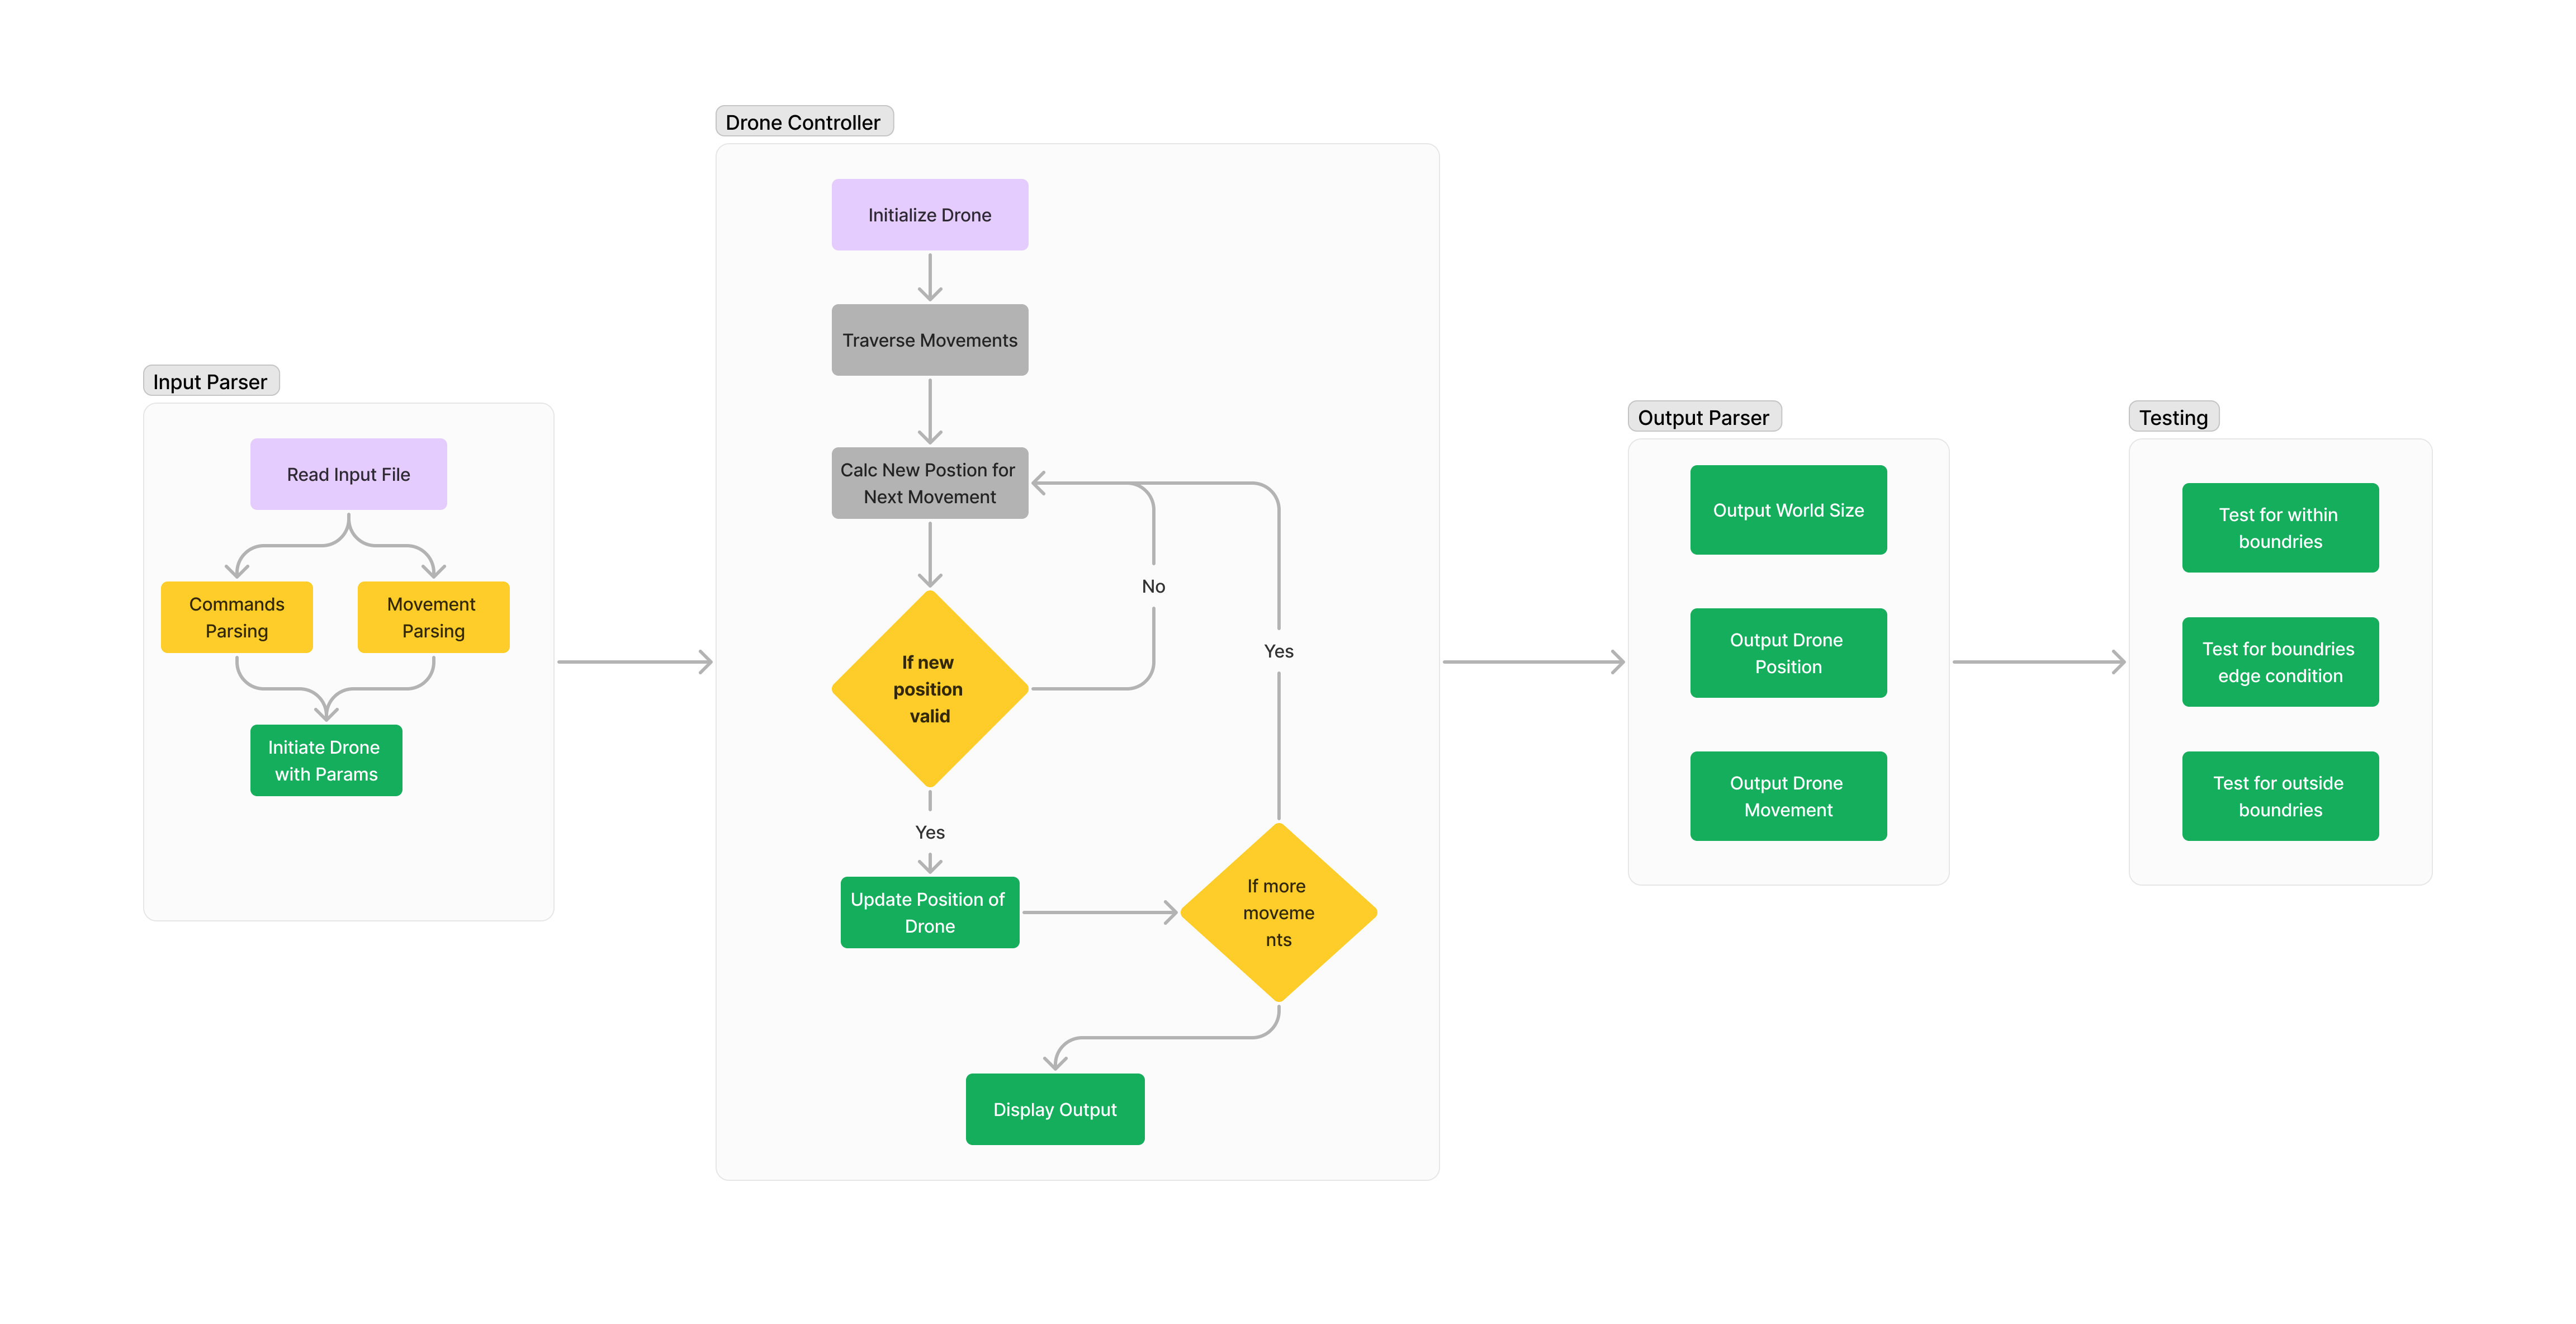 Input Parser
Read Input File
Commands
Parsing
Movement
Parsing
Initiate Drone
with Params
Drone Controller
Initialize Drone
Traverse Movements
Calc New Postion for
Next Movement
No
If new
position
valid
Yes
Yes
Update Position of
Drone
If more
moveme
nts
Display Output
Output Parser
Output World Size
Output Drone
Position
Output Drone
Movement
Testing
Test for within
boundries
Test for boundries
edge condition
Test for outside
boundries